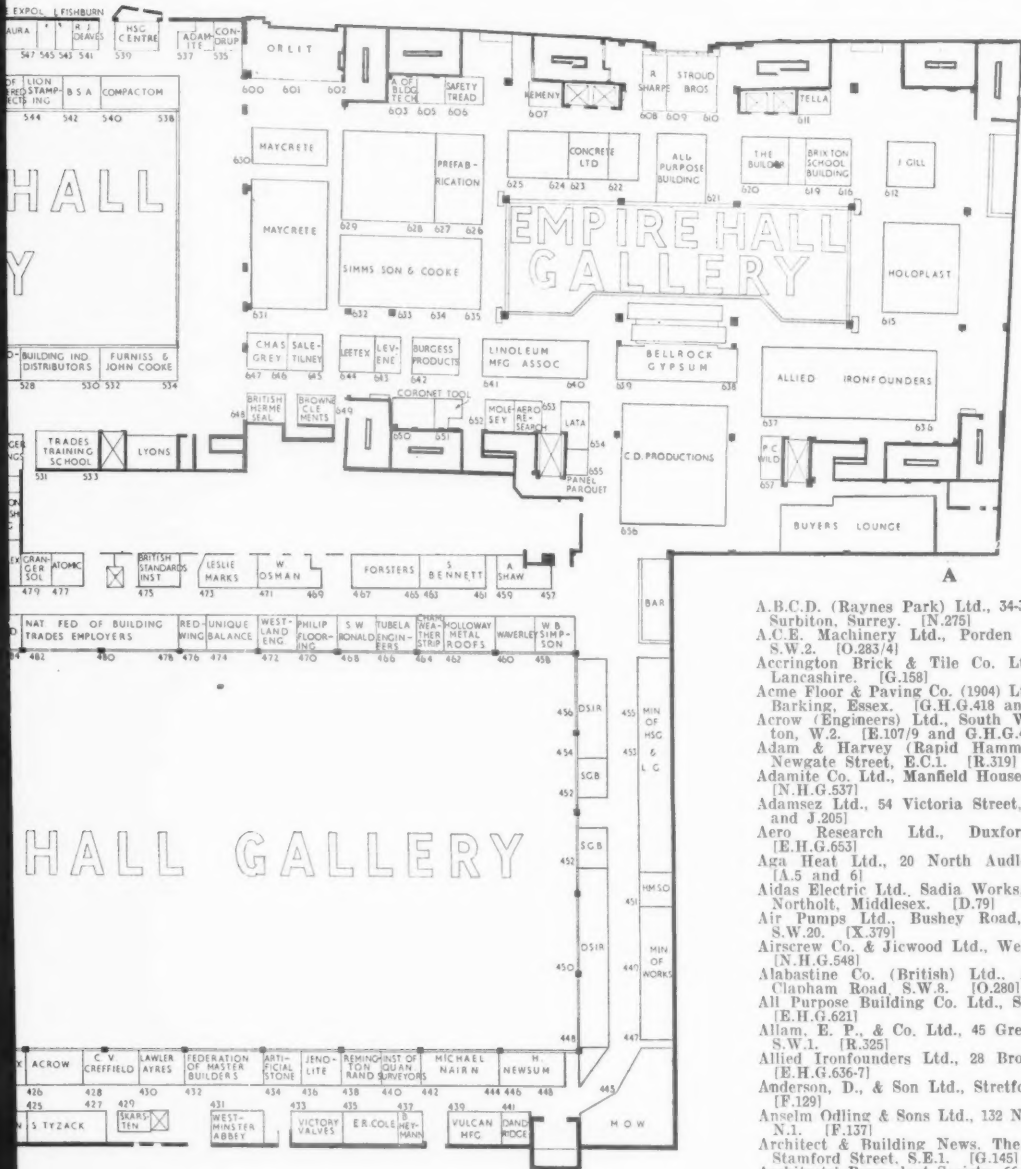 E EXPOL FISHBURN
AURA
R J DEAVES
HSG CENTRE
ADAM-ITE
CON-DRUP
547 545 543 541 539 537 535
LION STAMP-ING
B S A
COMPACTOM
544 542 540 538
ORLIT
600 601 602
A OF BLDG TECH
SAFETY TREAD
603 605 606
KEMENY
607
R SHARPE
STROUD BROS
608 609 610
TELLA
611
MAYCRETE
630
PREFAB-RICATION
629 628 627 626
CONCRETE LTD
625 624 623 622
ALL PURPOSE BUILDING
621
THE BUILDER
BRIXTON SCHOOL BUILDING
620 619 618
J GILL
612
HALL
Y
MAYCRETE
631
SIMMS SON & COOKE
632 633 634 635
EMPIRE HALL
GALLERY
HOLOPLAST
615
BUILDING IND DISTRIBUTORS
FURNISS & JOHN COOKE
528 530 532 534
CHAS GREY
SALE-TILNEY
647 646 645
LEETEX
LEV-ENE
644 643
BURGESS PRODUCTS
642
LINOLEUM MFG ASSOC
641 640
BELLROCK GYPSUM
639 638
ALLIED IRONFOUNDERS
637 636
648
BRITISH HERME SEAL
BROWNE CLE MENTS
649
CORONET TOOL
650 651
652
MOLE-SEY
AERO RE-SEARCH
653
LATA
654
655
PANEL PARQUET
C.D. PRODUCTIONS
656
P C WILD
657
BUYERS LOUNGE
TRADES TRAINING SCHOOL
531 533
LYONS
GRAN-GER SOL
ATOMIC
479 477
BRITISH STANDARDS INST
475
LESLIE MARKS
W OSMAN
473 471 469
FORSTERS
S BENNETT
A SHAW
467 465 463 461 459 457
BAR
NAT FED OF BUILDING TRADES EMPLOYERS
RED-WING
UNIQUE BALANCE
WEST-LAND ENG
PHILIP FLOOR-ING
S W RONALD
TUBELA ENGIN-EERS
CHAM WEA-THER STRIP
HOLLOWAY METAL ROOFS
WAVERLEY
W B SIMP-SON
482 480 478 476 474 472 470 468 466 464 462 460 458
456
DSIR
454
SGB
452
455
MIN OF HSG & L G
453
HALL GALLERY
452
SGB
451
HMSO
DSIR
450
449
MIN OF WORKS
448
447
ACROW
C. V. CREFFIELD
LAWLER AYRES
FEDERATION OF MASTER BUILDERS
ARTI-FICIAL STONE
JENO-LITE
REMING TON RAND
INST OF QUAN SURVEYORS
MICHAEL NAIRN
H. NEWSUM
426 428 430 432 434 436 438 440 442 444 446
445
M O W
425 427 429 431 433 435 437 439 441
S TYZACK
SKARS-TEN
WEST-MINSTER ABBEY
VICTORY VALVES
E.R.COLE
B HEY-MANN
VULCAN MFG
DAND RIDGE
A
A.B.C.D. (Raynes Park) Ltd., 34-
Surbiton, Surrey. [N.275]
A.C.E. Machinery Ltd., Porden
S.W.2. [O.283/4]
Accrington Brick & Tile Co. L
Lancashire. [G.158]
Acme Floor & Paving Co. (1904) L
Barking, Essex. [G.H.G.418 an
Acrow (Engineers) Ltd., South W
ton, W.2. [E.107/9 and G.H.G.
Adam & Harvey (Rapid Hamm
Newgate Street, E.C.1. [R.319]
Adamite Co. Ltd., Manfield House
[N.H.G.537]
Adamsez Ltd., 54 Victoria Street,
and J.205]
Aero Research Ltd., Duxfor
[E.H.G.653]
Aga Heat Ltd., 20 North Audl
[A.5 and 6]
Aidas Electric Ltd., Sadia Works
Northolt, Middlesex. [D.79]
Air Pumps Ltd., Bushey Road,
S.W.20. [X.379]
Airscrew Co. & Jicwood Ltd., We
[N.H.G.548]
Alabastine Co. (British) Ltd.,
Clapham Road, S.W.8. [O.280]
All Purpose Building Co. Ltd., S
[E.H.G.621]
Allam, E. P., & Co. Ltd., 45 Gre
S.W.1. [R.325]
Allied Ironfounders Ltd., 28 Bro
[E.H.G.636-7]
Anderson, D., & Son Ltd., Stretfo
[F.129]
Anselm Odling & Sons Ltd., 132 N
N.1. [F.137]
Architect & Building News, The
Stamford Street, S.E.1. [G.145]